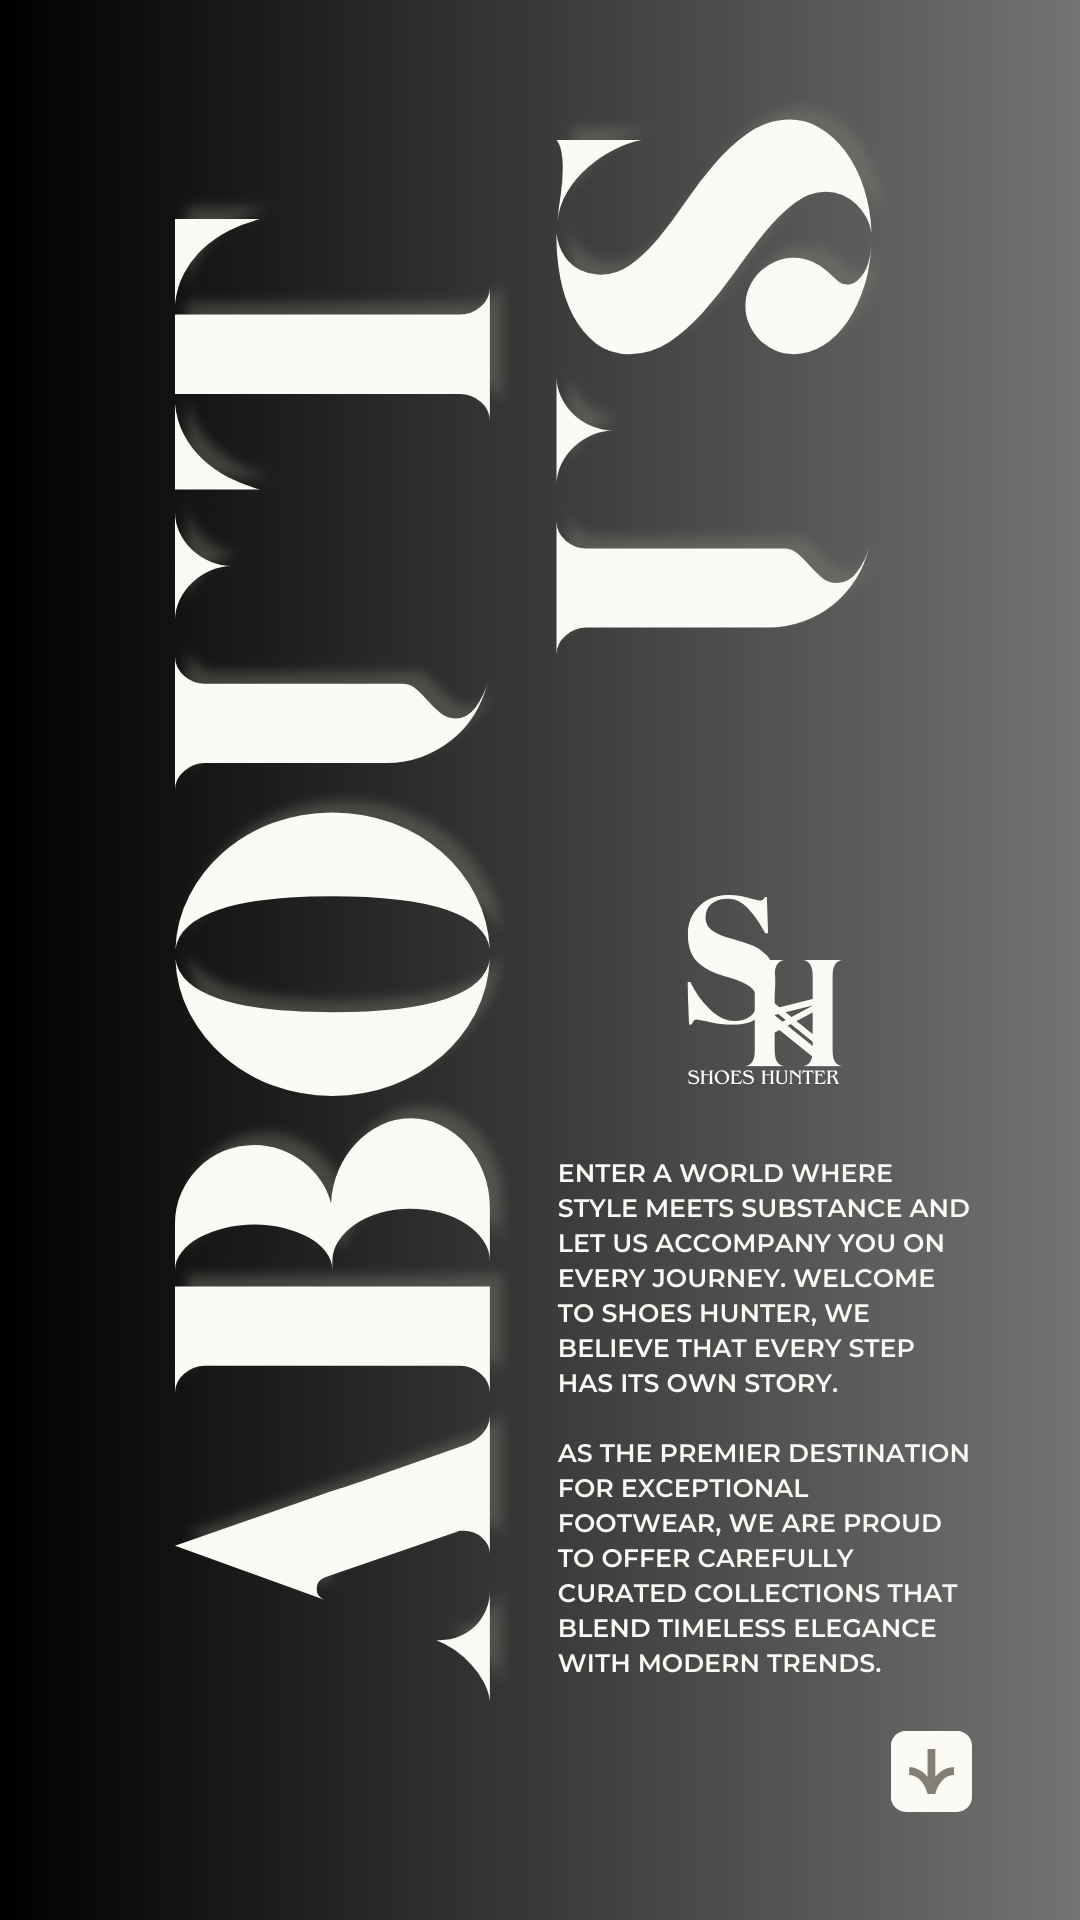 ABOUT
US
SH
SHOES HUNTER
ENTER A WORLD WHERE
STYLE MEETS SUBSTANCE AND
LET US ACCOMPANY YOU ON
EVERY JOURNEY. WELCOME
TO SHOES HUNTER, WE
BELIEVE THAT EVERY STEP
HAS ITS OWN STORY.
AS THE PREMIER DESTINATION
FOR EXCEPTIONAL
FOOTWEAR, WE ARE PROUD
TO OFFER CAREFULLY
CURATED COLLECTIONS THAT
BLEND TIMELESS ELEGANCE
WITH MODERN TRENDS.